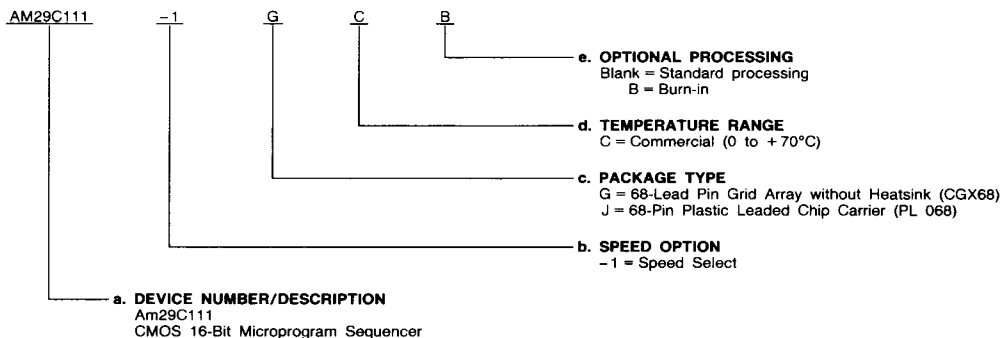 AM29C111 -1 G C B
e. OPTIONAL PROCESSING
Blank = Standard processing
B = Burn-in
d. TEMPERATURE RANGE
C = Commercial (0 to +70°C)
c. PACKAGE TYPE
G = 68-Lead Pin Grid Array without Heatsink (CGX68)
J = 68-Pin Plastic Leaded Chip Carrier (PL 068)
b. SPEED OPTION
-1 = Speed Select
a. DEVICE NUMBER/DESCRIPTION
Am29C111
CMOS 16-Bit Microprogram Sequencer